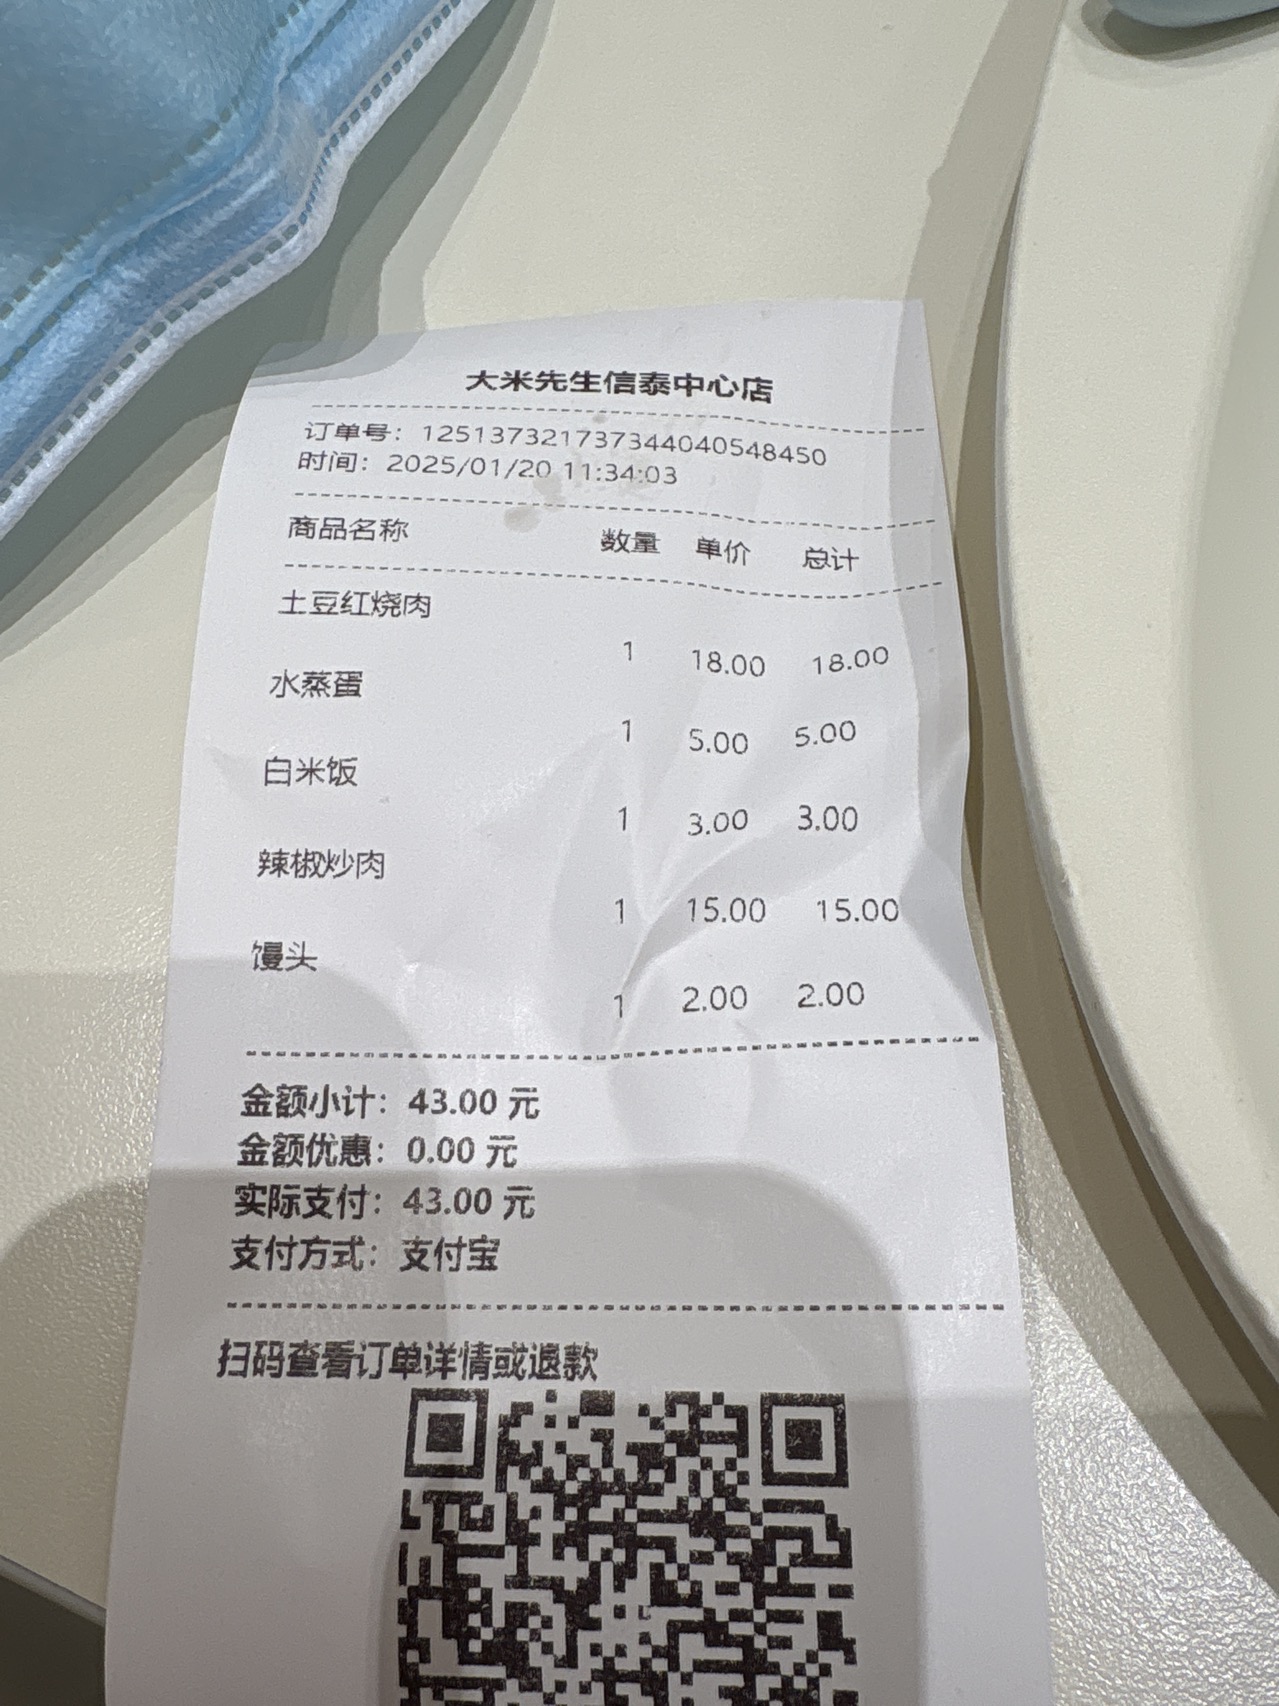 大米先生信泰中心店
订单号：125137321737344040548450
时间：2025/01/20 11:34:03
商品名称 数量 单价 总计
土豆红烧肉
1 18.00 18.00
水蒸蛋
1 5.00 5.00
白米饭
1 3.00 3.00
辣椒炒肉
1 15.00 15.00
馒头
1 2.00 2.00
金额小计：43.00 元
金额优惠：0.00 元
实际支付：43.00 元
支付方式：支付宝
扫码查看订单详情或退款